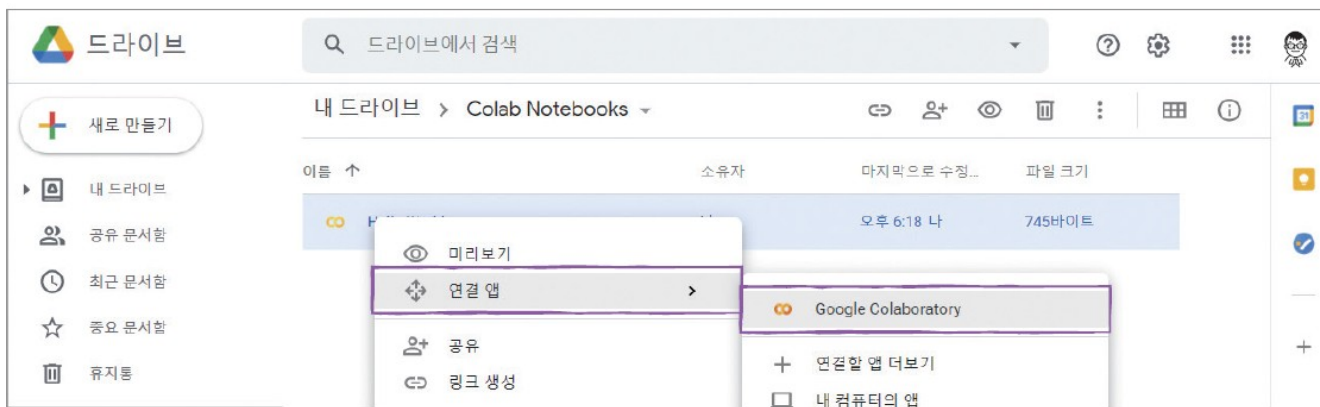 드라이브
드라이브에서 검색
새로 만들기
내 드라이브
공유 문서함
최근 문서함
중요 문서함
휴지통
내 드라이브 > Colab Notebooks
이름 소유자 마지막으로 수정... 파일 크기
오후 6:18 나 745바이트
미리보기
연결 앱
공유
링크 생성
Google Colaboratory
연결할 앱 더보기
내 컴퓨터의 앱
31